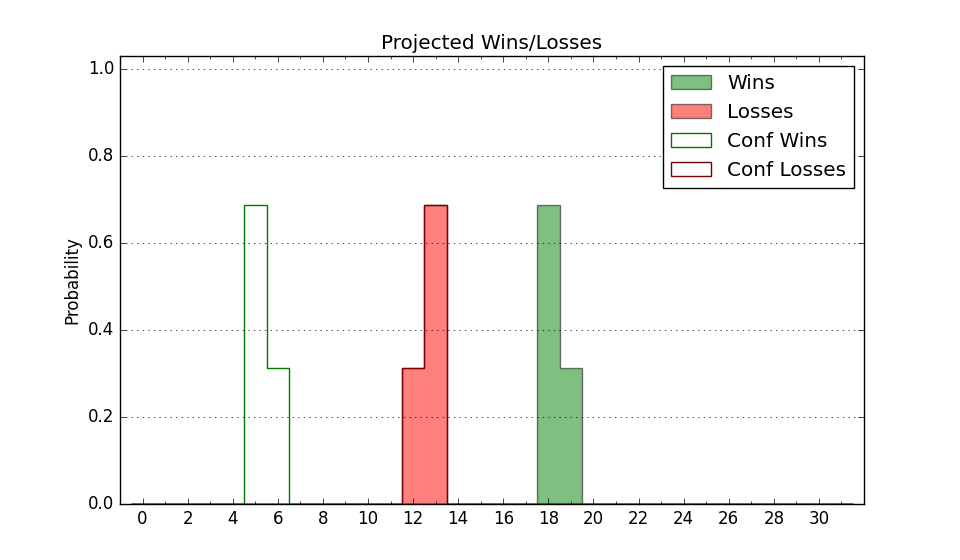 Projected Wins/Losses
1.0
0.8
0.6
0.4
0.2
0.0
Probability
Wins
Losses
Conf Wins
Conf Losses
0 2 4 6 8 10 12 14 16 18 20 22 24 26 28 30